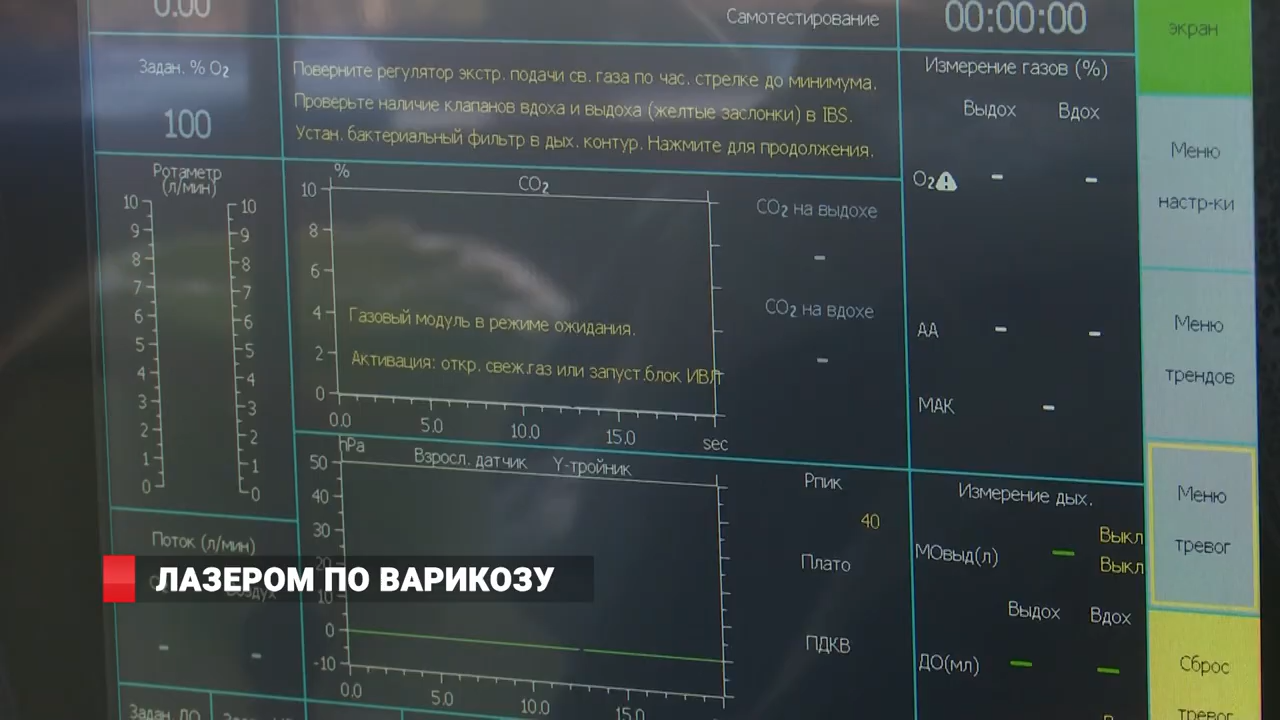 0.00
Самотестирование
00:00:00
экран
Задан. % O₂
100
Поверните регулятор экстр. подачи св. газа по час. стрелке до минимума.
Проверьте наличие клапанов вдоха и выдоха (желтые заслонки) в IBS.
Устан. бактериальный фильтр в дых. контур. Нажмите для продолжения.
Измерение газов (%)
Выдох Вдох
O₂ - -
AA - -
МАК -
Меню
настр-ки
Меню
трендов
Меню
тревог
Сброс
тревог
Ротаметр
(л/мин)
10 10
9 9
8 8
7 7
6 6
5 5
4 4
3 3
2 2
1 1
0 0
% CO₂
10
8
6
4
2
0
Газовый модуль в режиме ожидания.
Активация: откр. свеж.газ или запуст.блок ИВЛ
0.0 5.0 10.0 15.0 sec
CO₂ на выдохе
-
CO₂ на вдохе
-
hPa Взросл. датчик Y-тройник
50
40
30
20
10
0
-10
0.0 5.0 10.0 15.0
Pпик
40
Плато
ПДКВ
Измерение дых.
Выкл
МОвыд(л) - Выкл
Выдох Вдох
ДО(мл) - -
Поток (л/мин)
Воздух
- -
Задан. ДО
ЛАЗЕРОМ ПО ВАРИКОЗУ